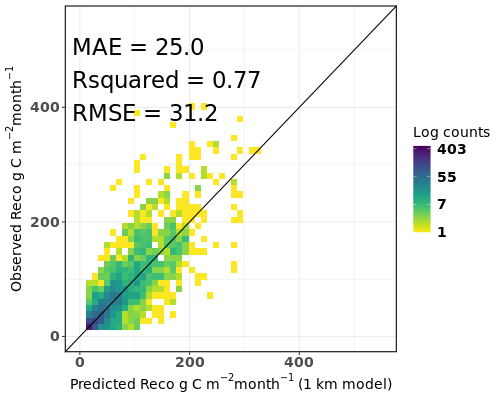 MAE = 25.0
Rsquared = 0.77
RMSE = 31.2
Observed Reco g C m⁻²month⁻¹
400
200
0
0 200 400
Predicted Reco g C m⁻²month⁻¹ (1 km model)
Log counts
403
55
7
1